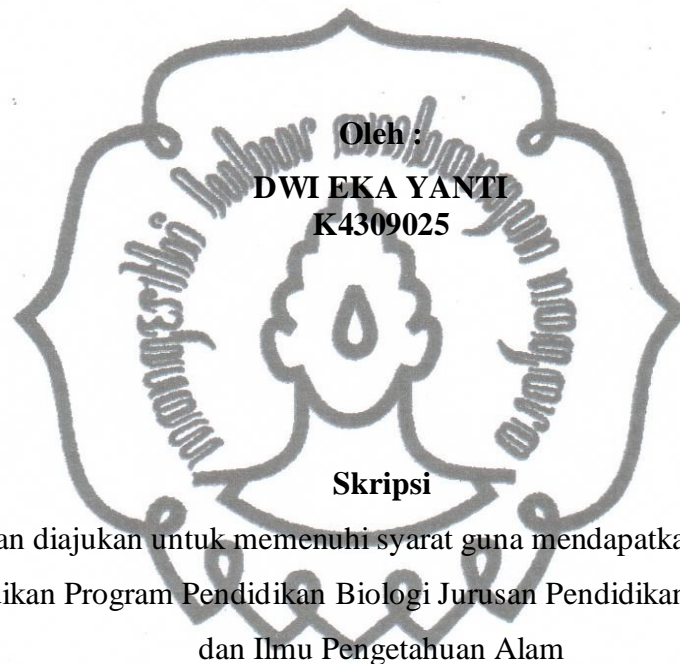 Oleh :
DWI EKA YANTI
K4309025
Skripsi
diajukan untuk memenuhi syarat guna
Program Pendidikan Biologi Jurusan
dan Ilmu Pengetahuan Alam